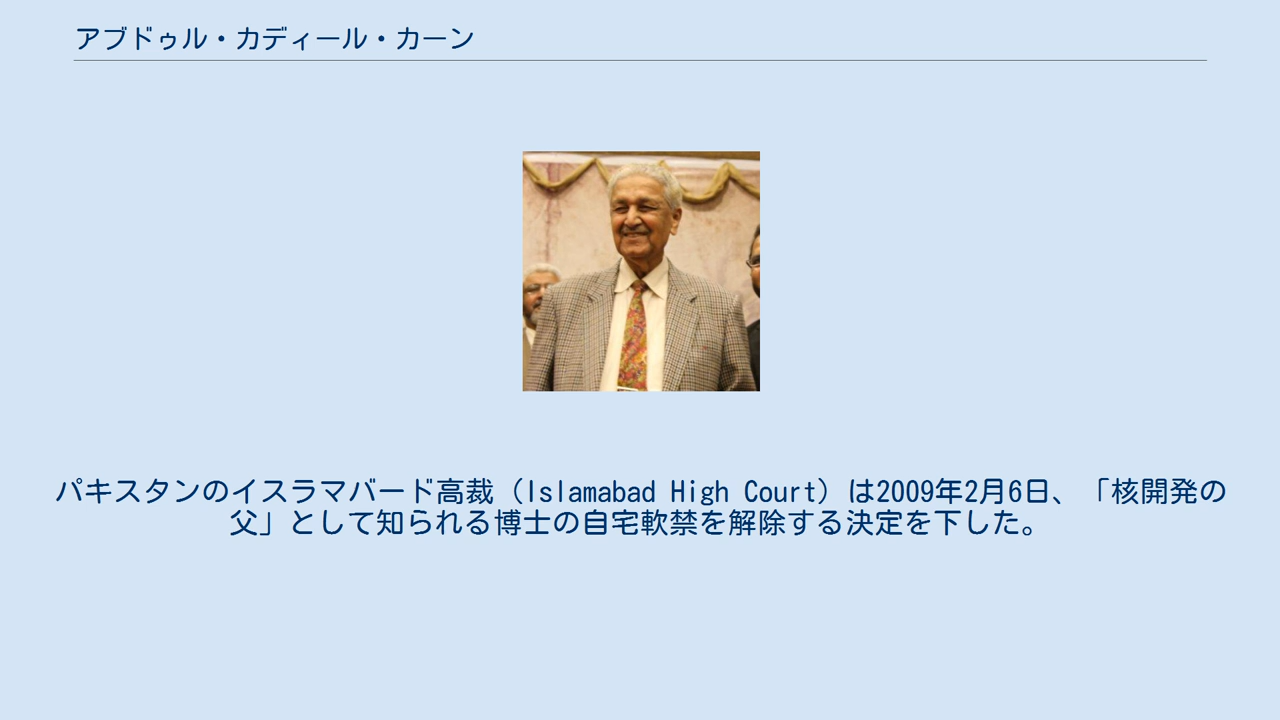 アブドゥル・カディール・カーン
パキスタンのイスラマバード高裁（Islamabad High Court）は2009年2月6日、「核開発の
父」として知られる博士の自宅軟禁を解除する決定を下した。